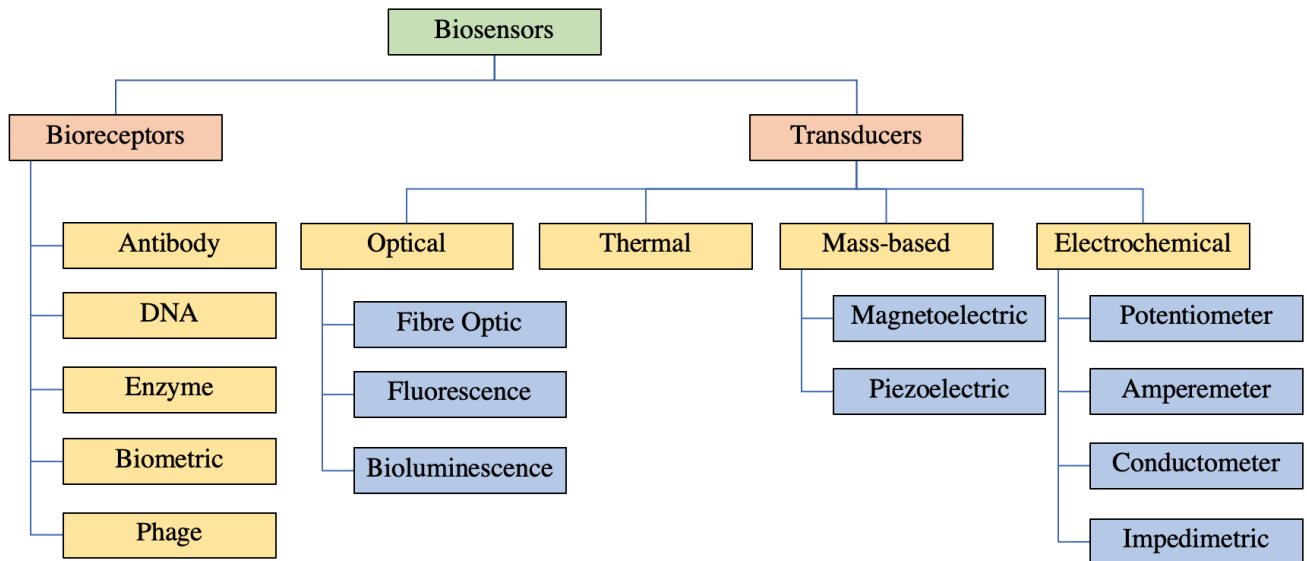 Biosensors
Bioreceptors
Transducers
Antibody
DNA
Enzyme
Biometric
Phage
Optical
Fibre Optic
Fluorescence
Bioluminescence
Thermal
Mass-based
Magnetoelectric
Piezoelectric
Electrochemical
Potentiometer
Amperemeter
Conductometer
Impedimetric